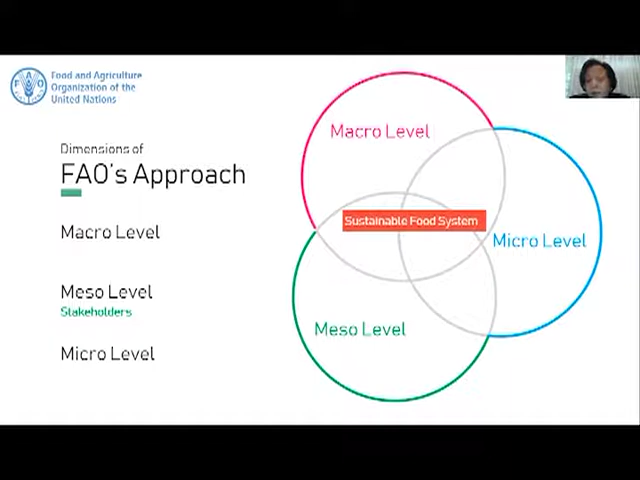 Food and Agriculture
Organization of the
United Nations
Dimensions of
FAO's Approach
Macro Level
Meso Level
Stakeholders
Micro Level
Macro Level
Sustainable Food System
Micro Level
Meso Level